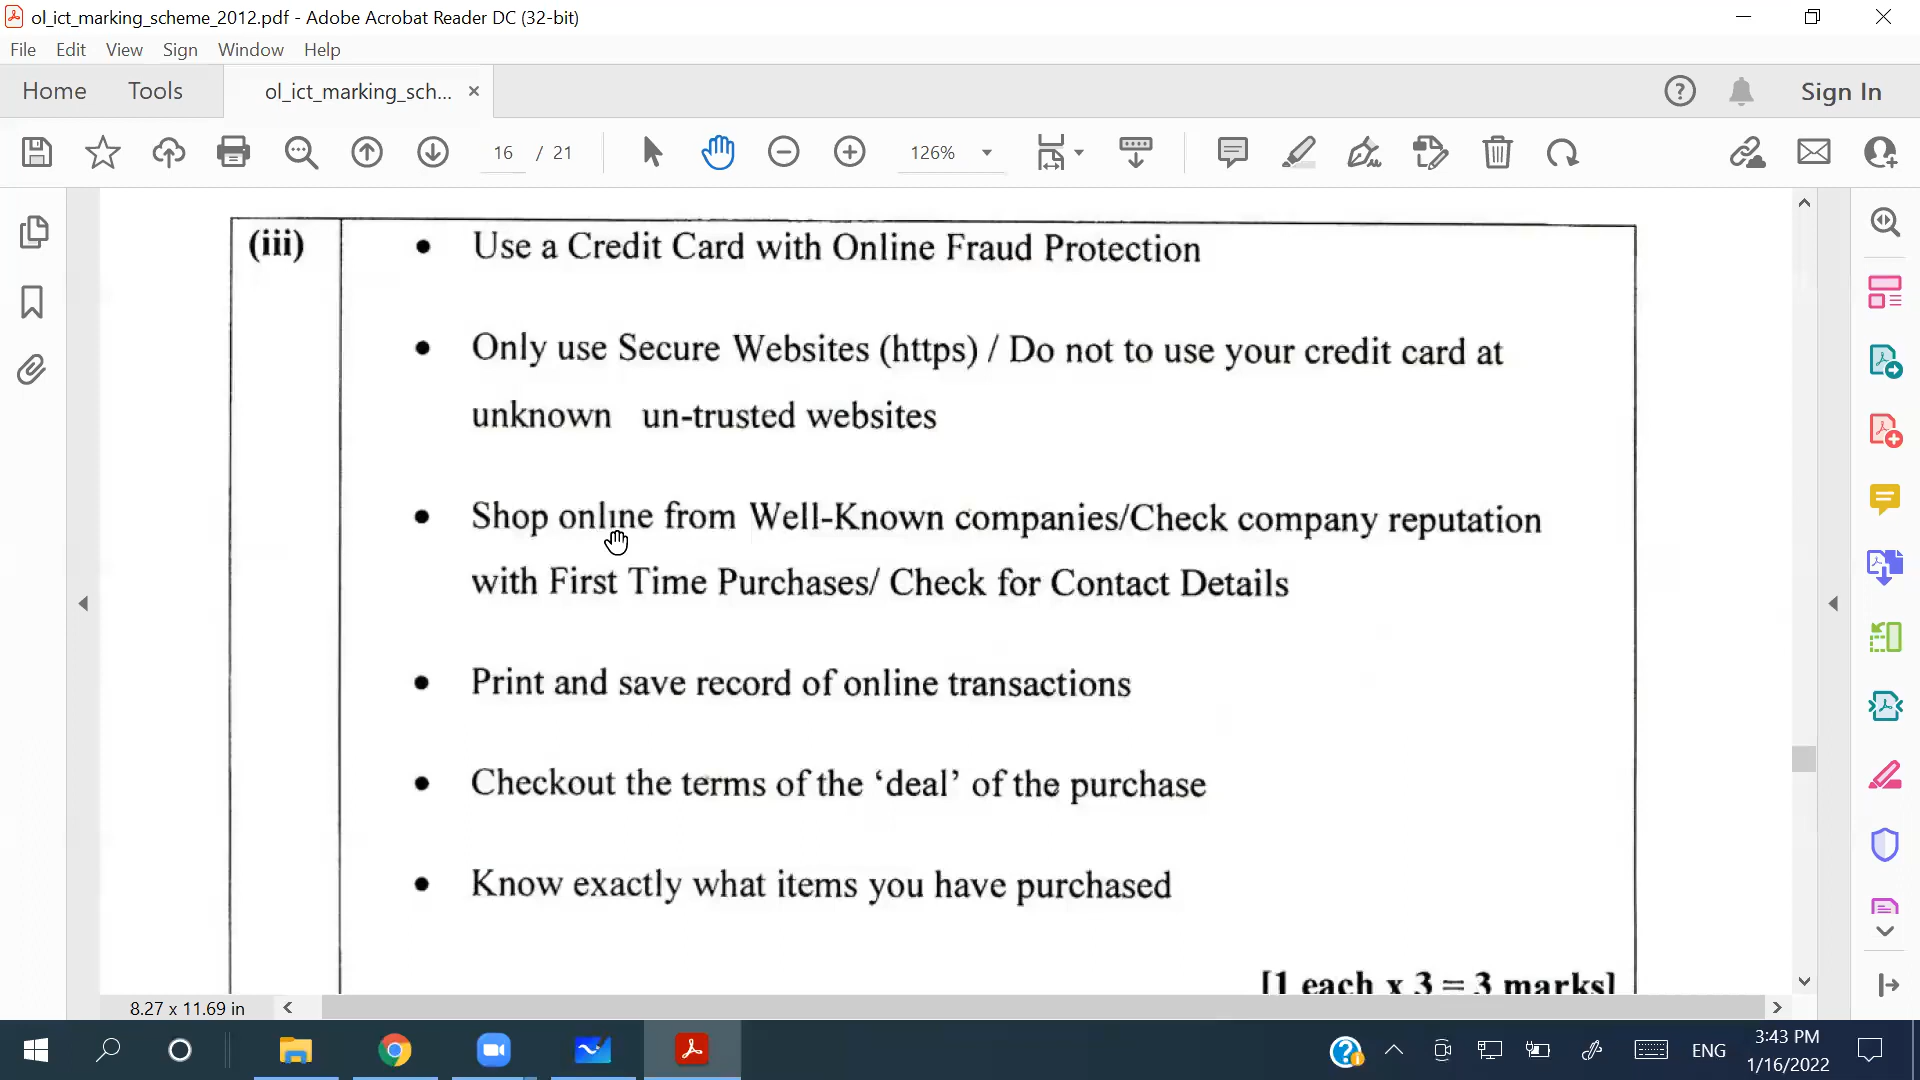 ol_ict_marking_scheme_2012.pdf - Adobe Acrobat Reader DC (32-bit)
File Edit View Sign Window Help
Home Tools ol_ict_marking_sch... × Sign In
16 / 21 126%
(iii) • Use a Credit Card with Online Fraud Protection
• Only use Secure Websites (https) / Do not to use your credit card at
unknown un-trusted websites
• Shop online from Well-Known companies/Check company reputation
with First Time Purchases/ Check for Contact Details
• Print and save record of online transactions
• Checkout the terms of the ‘deal’ of the purchase
• Know exactly what items you have purchased
[1 each x 3 = 3 marks]
8.27 x 11.69 in
ENG
3:43 PM
1/16/2022